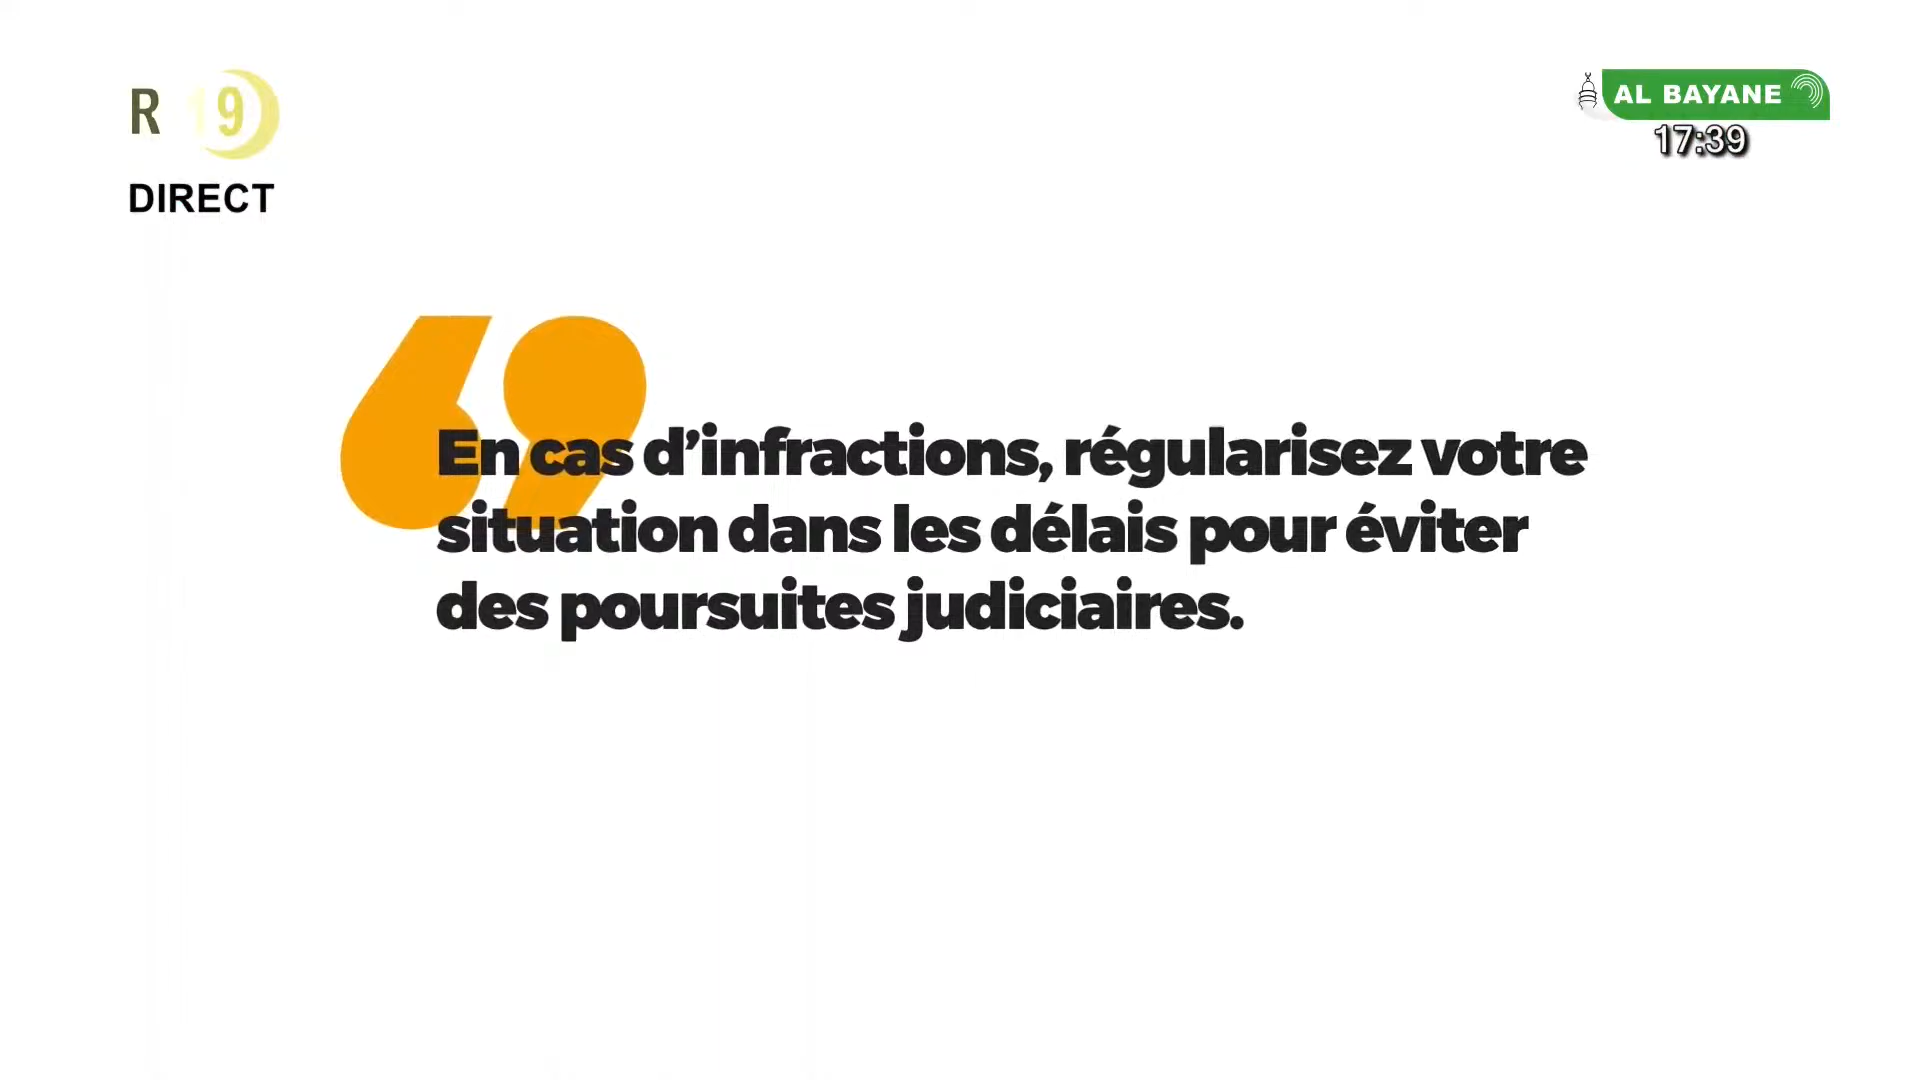 R 19
AL BAYANE
17:39
DIRECT
En cas d’infractions, régularisez votre
situation dans les délais pour éviter
des poursuites judiciaires.